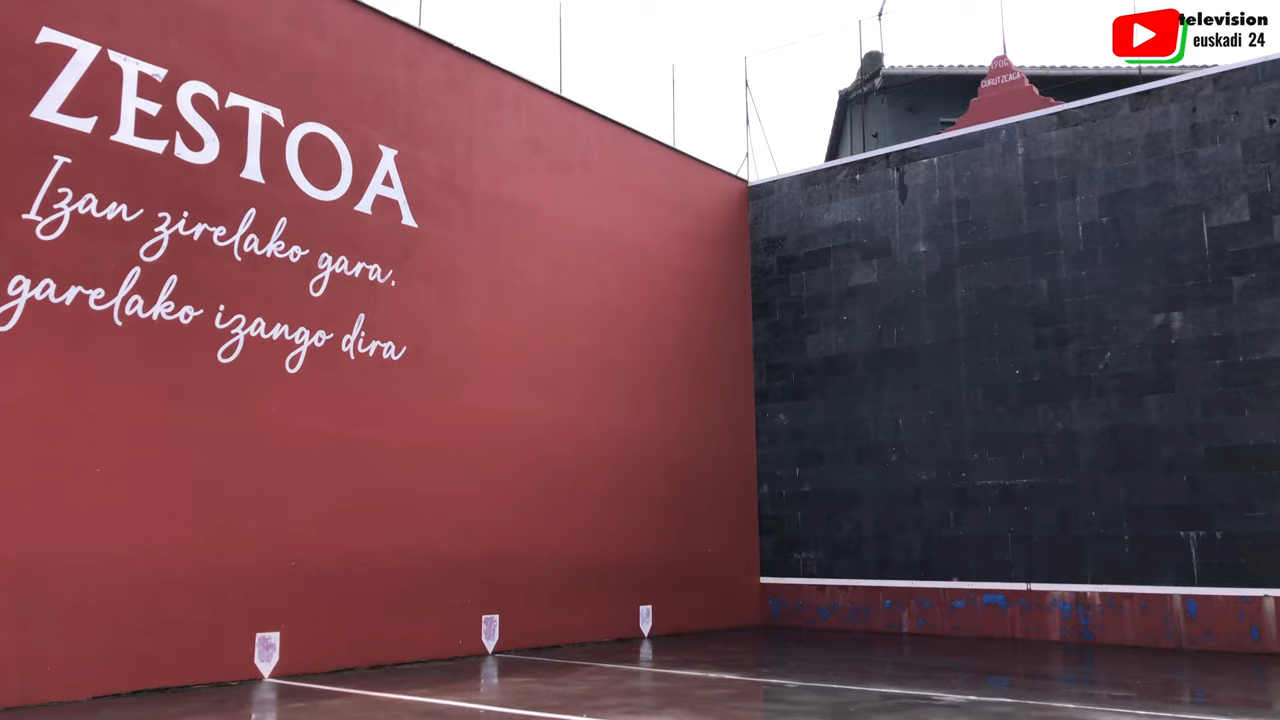 television
euskadi 24
ZESTOA
Izan zirelako gara.
garelako izango dira